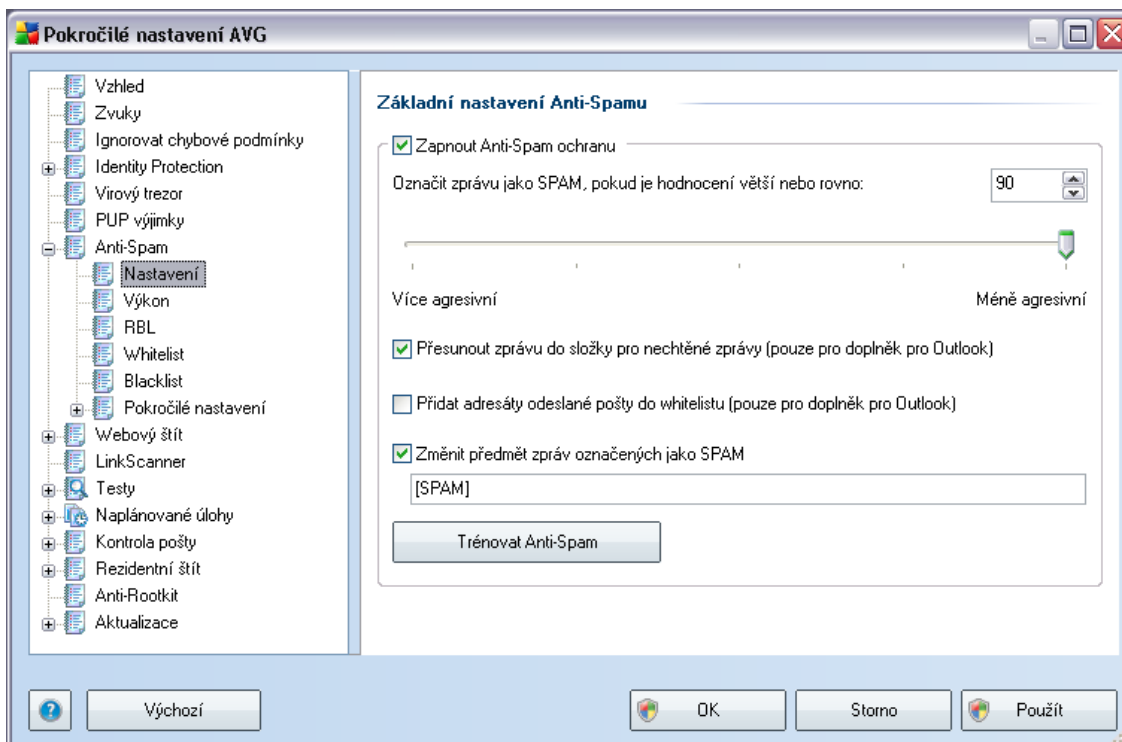 Pokročilé nastavení AVG
Vzhled
Zvuky
Ignorovat chybové podmínky
Identity Protection
Virový trezor
PUP výjimky
Anti-Spam
Nastavení
Výkon
RBL
Whitelist
Blacklist
Pokročilé nastavení
Webový štít
LinkScanner
Testy
Naplánované úlohy
Kontrola pošty
Rezidentní štít
Anti-Rootkit
Aktualizace
Základní nastavení Anti-Spamu
Zapnout Anti-Spam ochranu
Označit zprávu jako SPAM, pokud je hodnocení větší nebo rovno: 90
Více agresivní Méně agresivní
Přesunout zprávu do složky pro nechtěné zprávy (pouze pro doplněk pro Outlook)
Přidat adresáty odeslané pošty do whitelistu (pouze pro doplněk pro Outlook)
Změnit předmět zpráv označených jako SPAM
[SPAM]
Trénovat Anti-Spam
? Výchozí OK Storno Použít